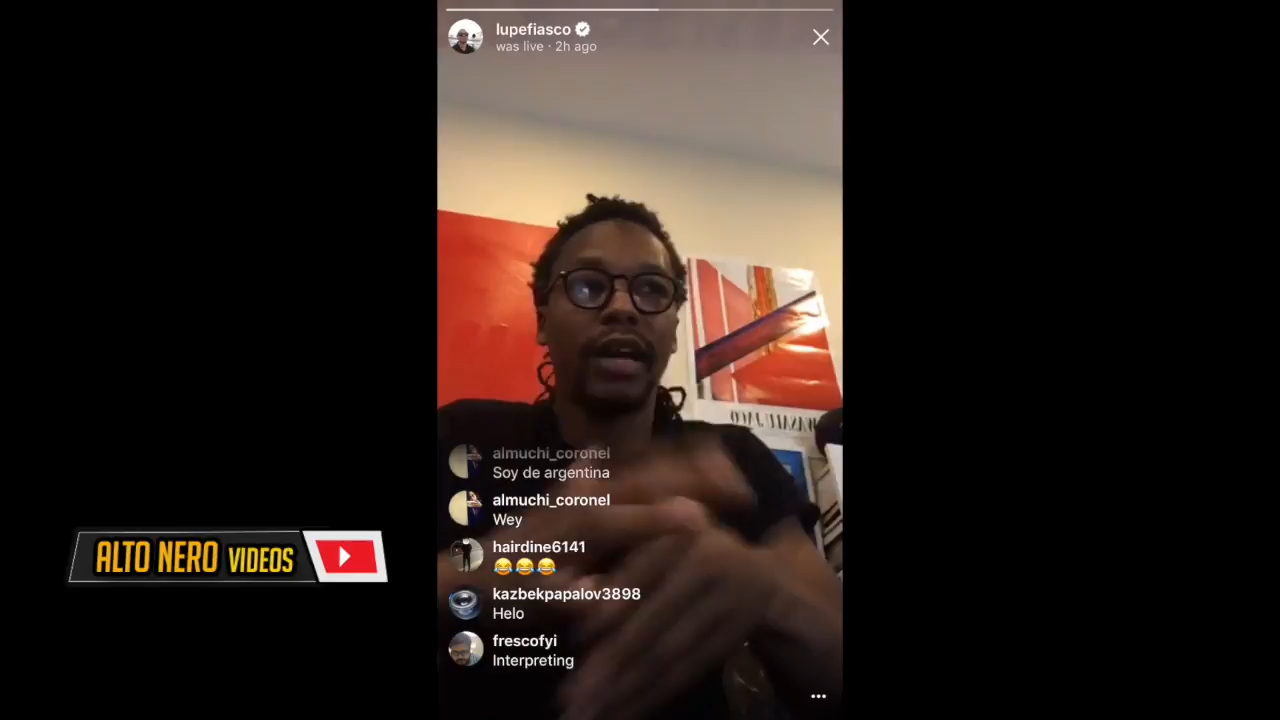 lupefiasco
was live · 2h ago
almuchi_coronel
Soy de argentina
almuchi_coronel
Wey
hairdine6141
😂😂😂
kazbekpapalov3898
Helo
frescofyi
Interpreting
ALTO NERO VIDEOS